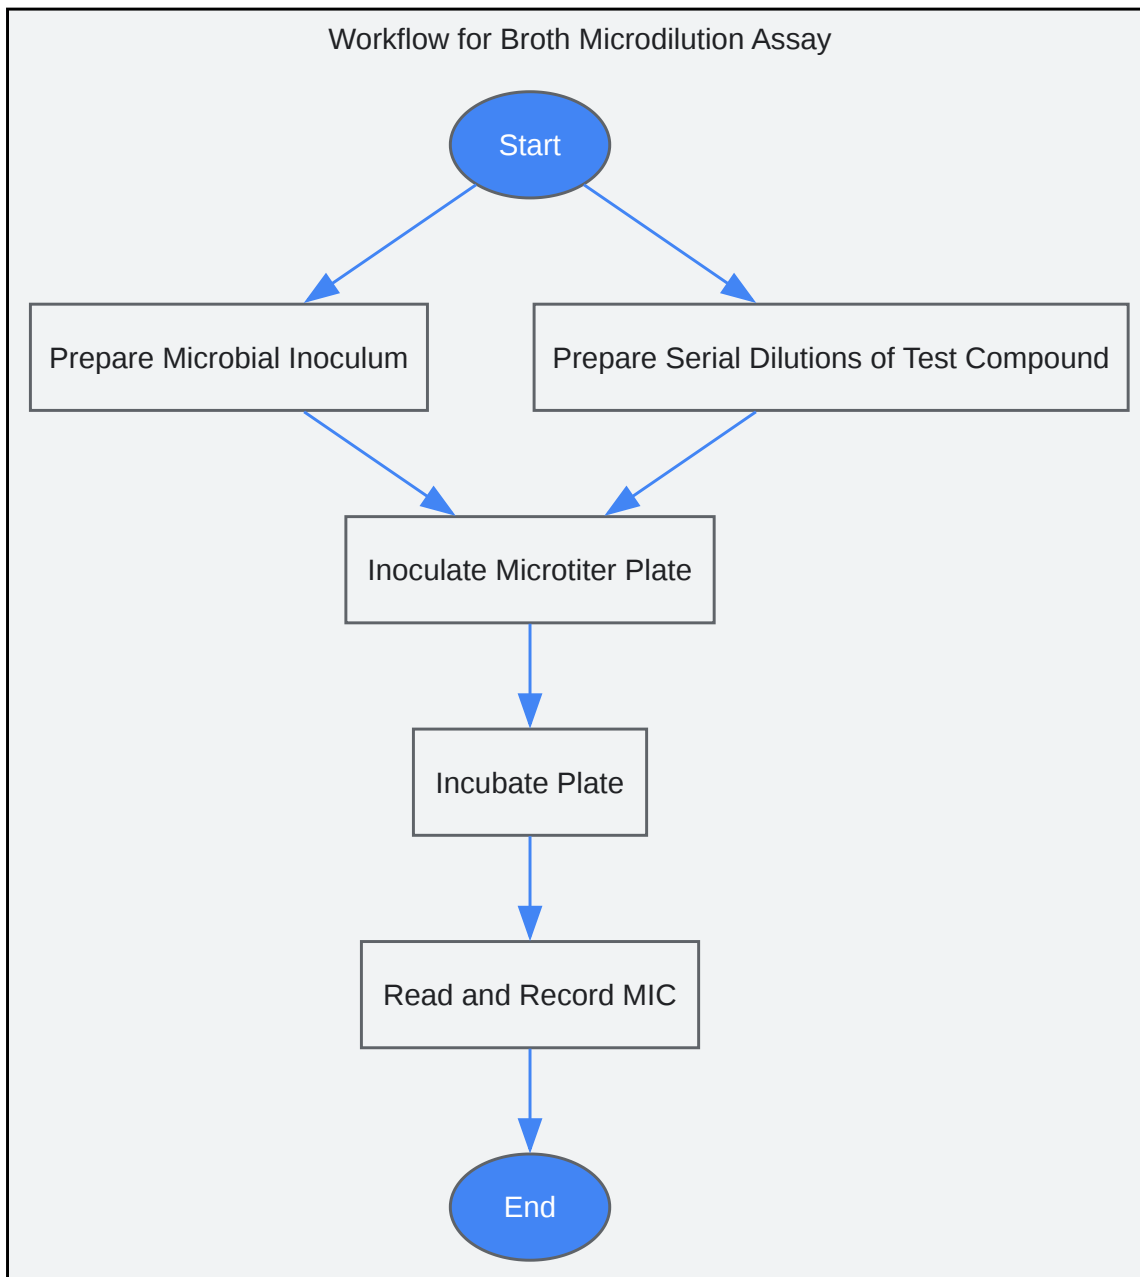 Workflow for Broth Microdilution Assay
Start
Prepare Microbial Inoculum
Prepare Serial Dilutions of Test Compound
Inoculate Microtiter Plate
Incubate Plate
Read and Record MIC
End